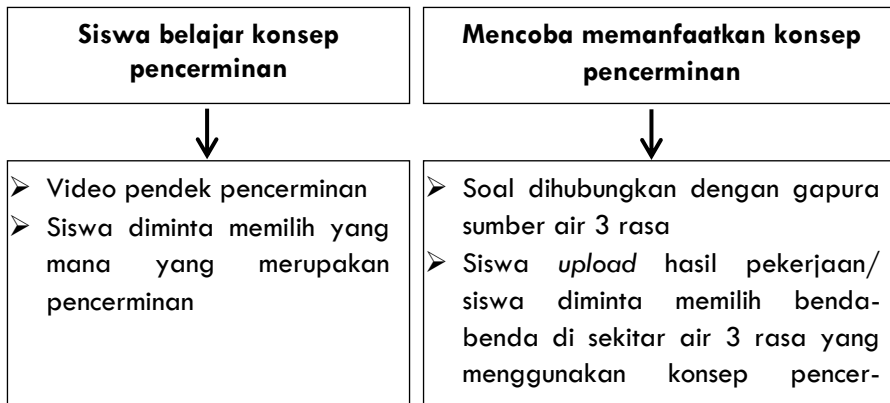 Siswa belajar konsep
pencerminan
Mencoba memanfaatkan konsep
pencerminan
➢ Video pendek pencerminan
➢ Siswa diminta memilih yang
mana yang merupakan
pencerminan
➢ Soal dihubungkan dengan gapura
sumber air 3 rasa
➢ Siswa upload hasil pekerjaan/
siswa diminta memilih benda-
benda di sekitar air 3 rasa yang
menggunakan konsep pencer-